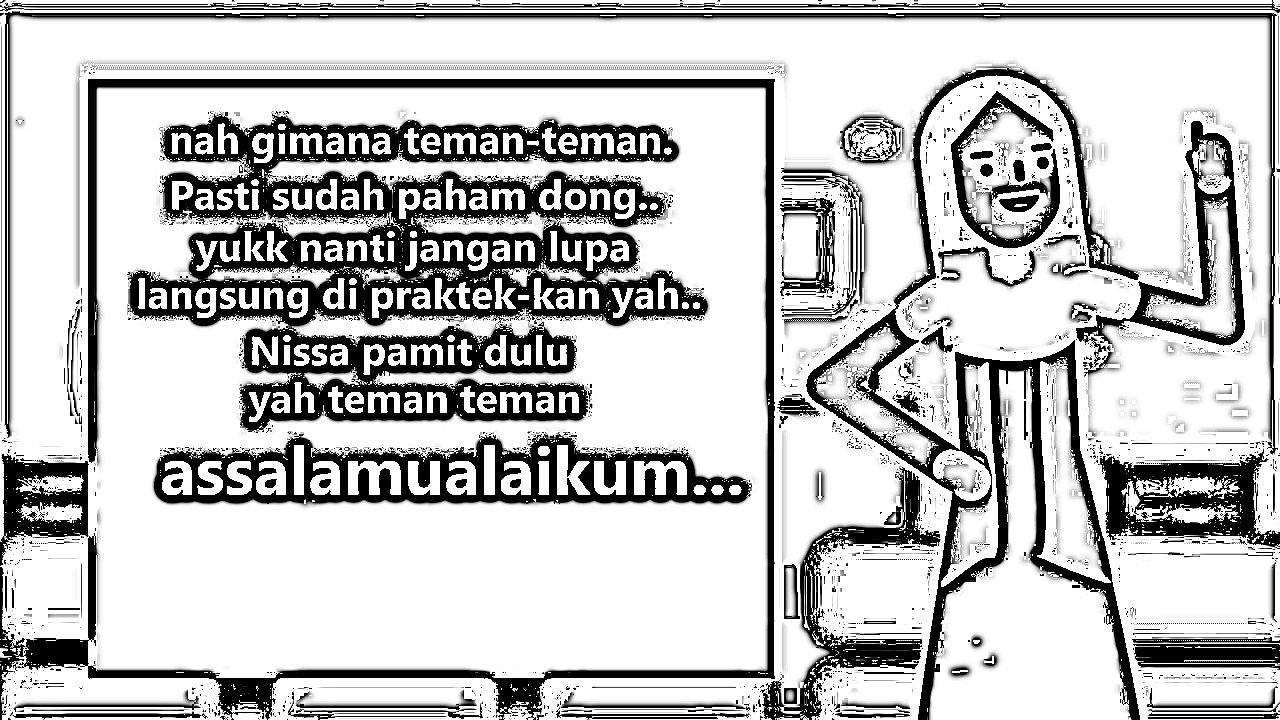 nah gimana teman-teman.
Pasti sudah paham dong..
yukk nanti jangan lupa
langsung di praktek-kan yah..
Nissa pamit dulu
yah teman teman
assalamualaikum...